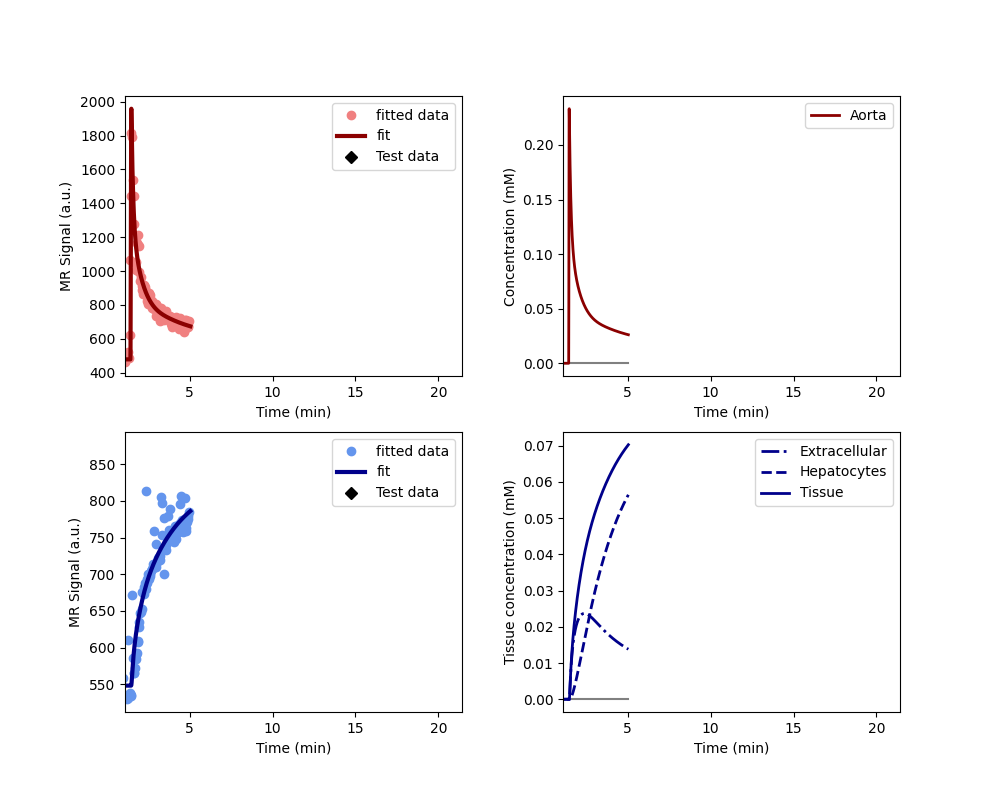 2000
1800
1600
1400
1200
1000
800
600
400
MR Signal (a.u.)
fitted data
fit
Test data
5
10
15
20
Time (min)
0.20
0.15
0.10
0.05
0.00
Concentration (mM)
Aorta
5
10
15
20
Time (min)
850
800
750
700
650
600
550
MR Signal (a.u.)
fitted data
fit
Test data
5
10
15
20
Time (min)
0.07
0.06
0.05
0.04
0.03
0.02
0.01
0.00
Tissue concentration (mM)
Extracellular
Hepatocytes
Tissue
5
10
15
20
Time (min)